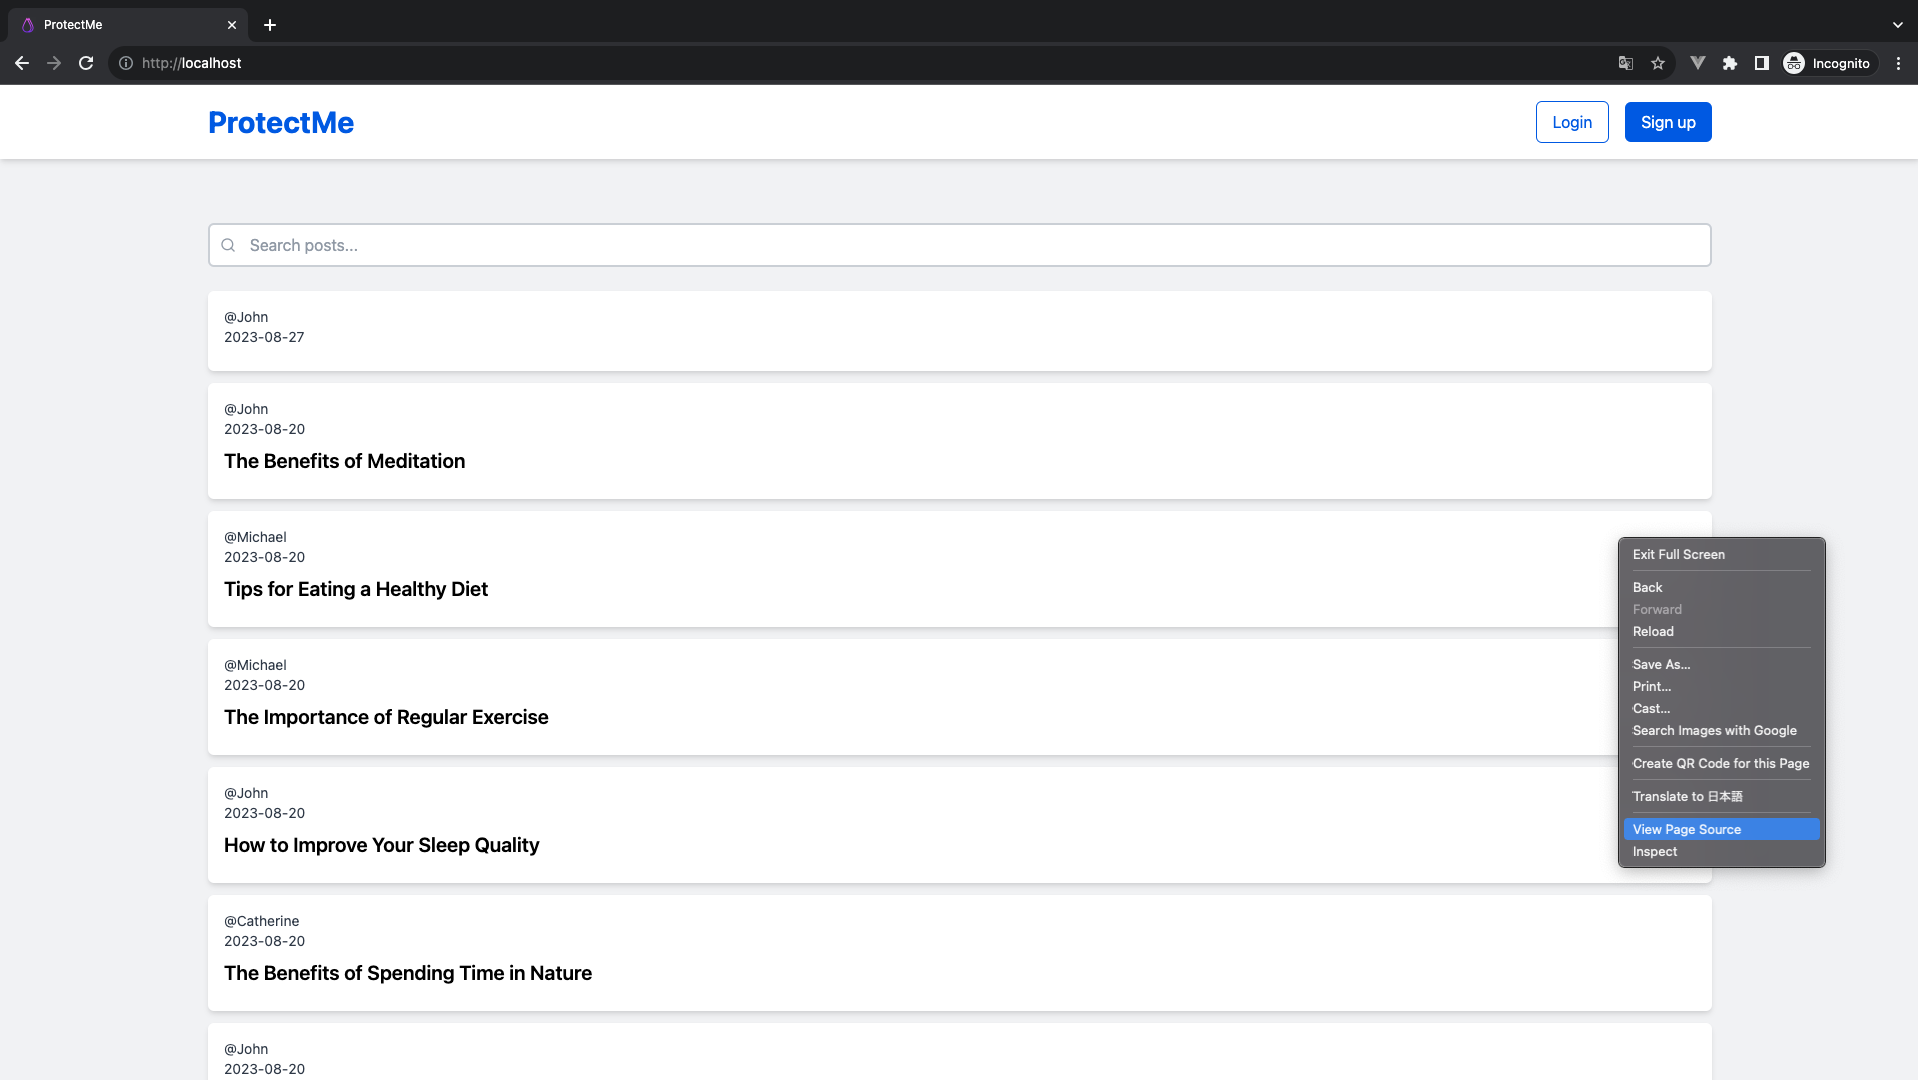 ProtectMe
http://localhost
Incognito
ProtectMe
Login
Sign up
Search posts...
@John
2023-08-27
@John
2023-08-20
The Benefits of Meditation
@Michael
2023-08-20
Tips for Eating a Healthy Diet
@Michael
2023-08-20
The Importance of Regular Exercise
@John
2023-08-20
How to Improve Your Sleep Quality
@Catherine
2023-08-20
The Benefits of Spending Time in Nature
@John
2023-08-20
Exit Full Screen
Back
Forward
Reload
Save As...
Print...
Cast...
Search Images with Google
Create QR Code for this Page
Translate to 日本語
View Page Source
Inspect